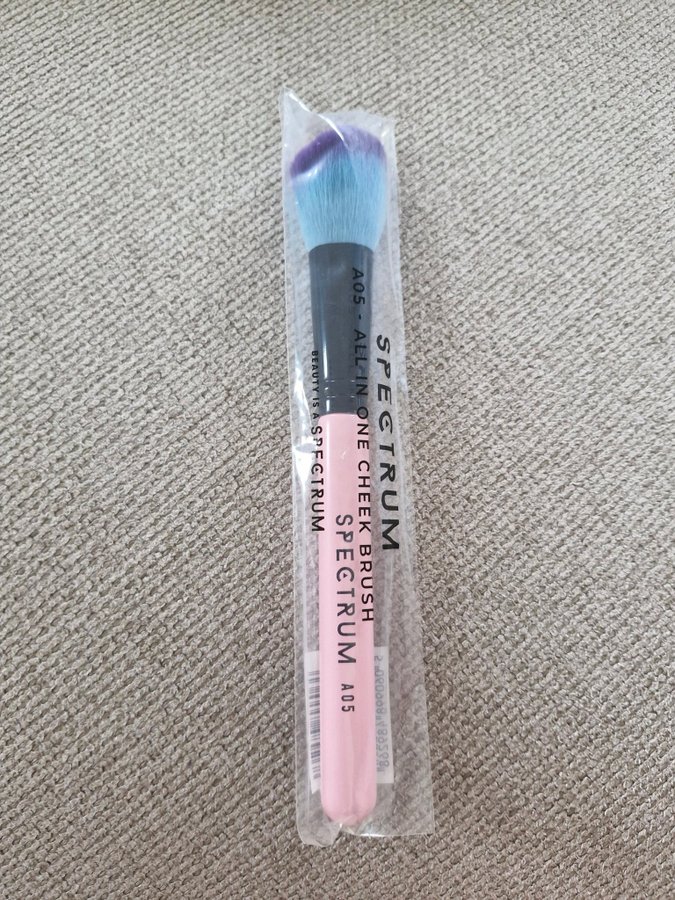 SPECTRUM
A05 - ALL IN ONE CHEEK BRUSH
BEAUTY IS A SPECTRUM
SPECTRUM A05